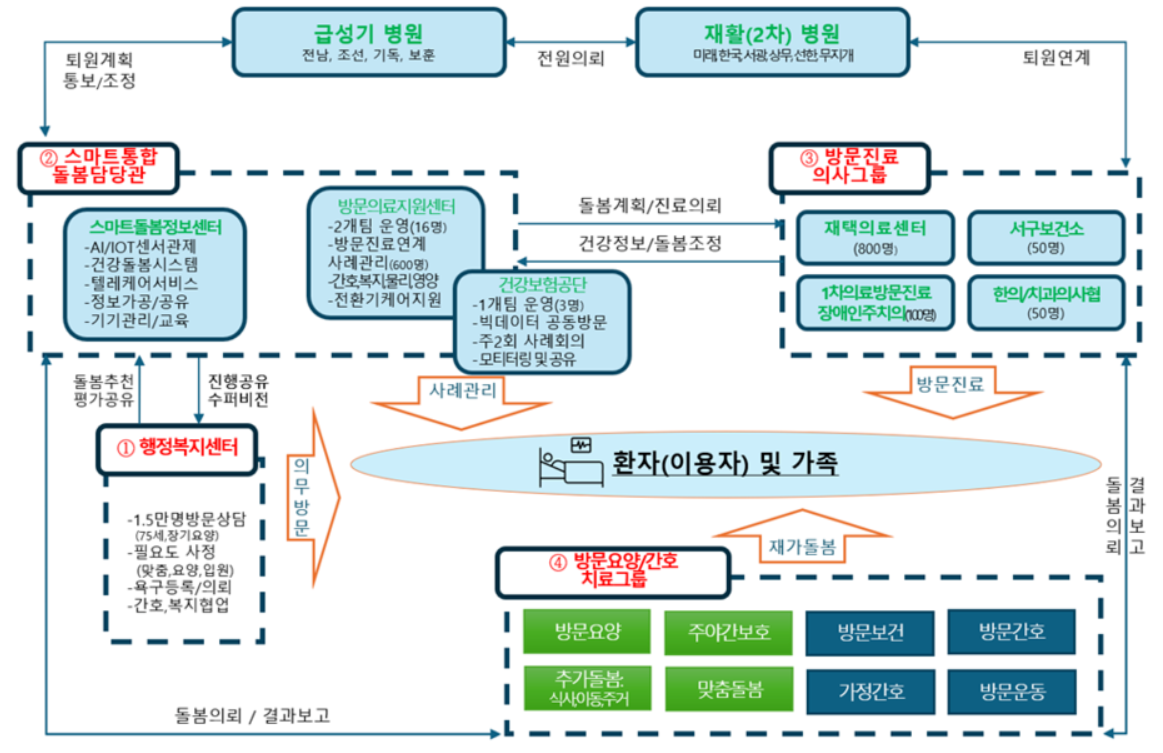 급성기 병원
전남, 조선, 기독, 보훈
재활(2차) 병원
미래,한국,서광,상무,선한,무지개
퇴원계획
통보/조정
전원의뢰
퇴원연계
② 스마트통합
돌봄담당관
③ 방문진료
의사그룹
스마트돌봄정보센터
-AI/IOT센서관제
-건강돌봄시스템
-텔레케어서비스
-정보가공/공유
-기기관리/교육
방문의료지원센터
-2개팀 운영(16명)
-방문진료연계
사례관리(600명)
-간호복지물리영양
-전환기케어지원
건강보험공단
-1개팀 운영(3명)
-빅데이터 공동방문
-주2회 사례회의
-모티터링 및 공유
돌봄계획/진료의뢰
건강정보/돌봄조정
재택의료센터
(800명)
서구보건소
(50명)
1차의료방문진료
장애인주치의(100명)
한의/치과의사협
(50명)
돌봄추천
평가공유
진행공유
수퍼비전
사례관리
방문진료
① 행정복지센터
-1.5만명방문상담
(75세,장기요양)
-필요도 사정
(맞춤,요양,입원)
-욕구등록/의뢰
-간호,복지협업
의무방문
환자(이용자) 및 가족
재가돌봄
돌봄의뢰
결과보고
④ 방문요양/간호
치료그룹
방문요양
주야간보호
방문보건
방문간호
추가돌봄:
식사,이동,주거
맞춤돌봄
가정간호
방문운동
돌봄의뢰 / 결과보고